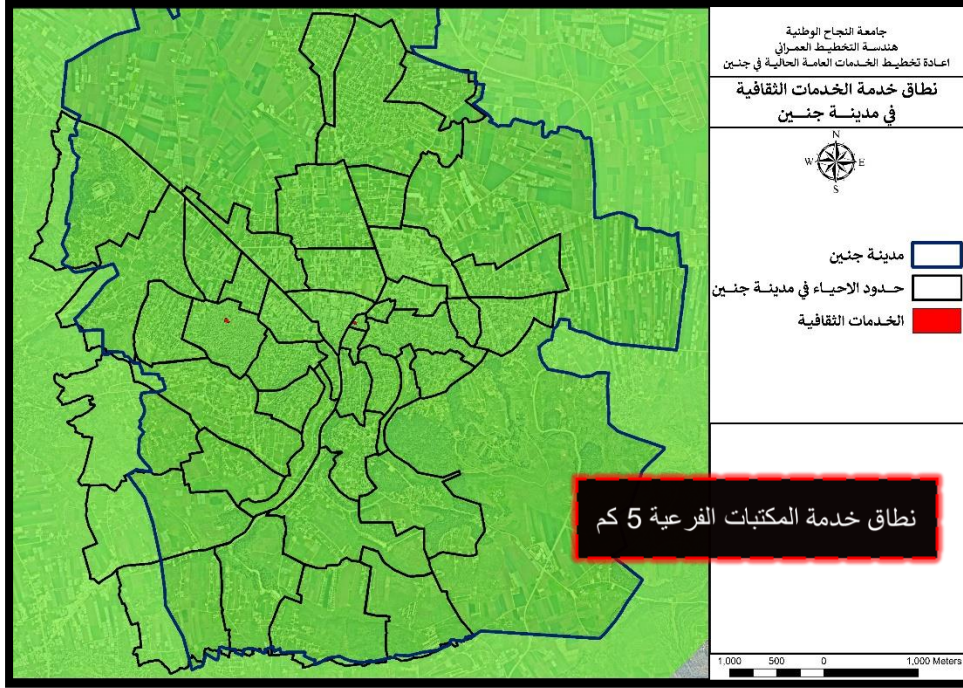 جامعة النجاح الوطنية
هندسة التخطيط العمراني
اعادة تخطيط الخدمات العامة الحالية في جنين
نطاق خدمة الخدمات الثقافية
في مدينة جنين
N
W E
S
مدينة جنين
حدود الاحياء في مدينة جنين
الخدمات الثقافية
نطاق خدمة المكتبات الفرعية 5 كم
1,000 500 0 1,000 Meters